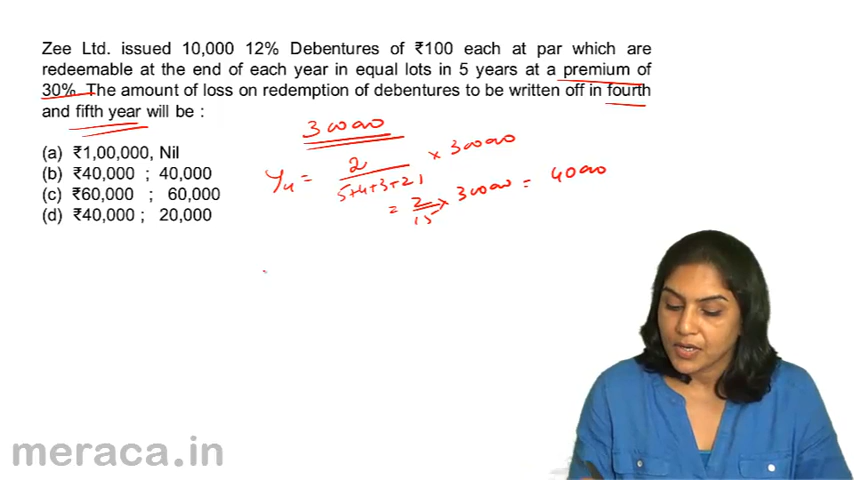 Zee Ltd. issued 10,000 12% Debentures of ₹100 each at par which are
redeemable at the end of each year in equal lots in 5 years at a premium of
30%. The amount of loss on redemption of debentures to be written off in fourth
and fifth year will be :
300000
(a) ₹1,00,000, Nil
(b) ₹40,000 ; 40,000
(c) ₹60,000 ; 60,000
(d) ₹40,000 ; 20,000
Y4 = 2 / 5+4+3+2+1 × 300000
= 2/15 × 300000 = 40000
meraca.in